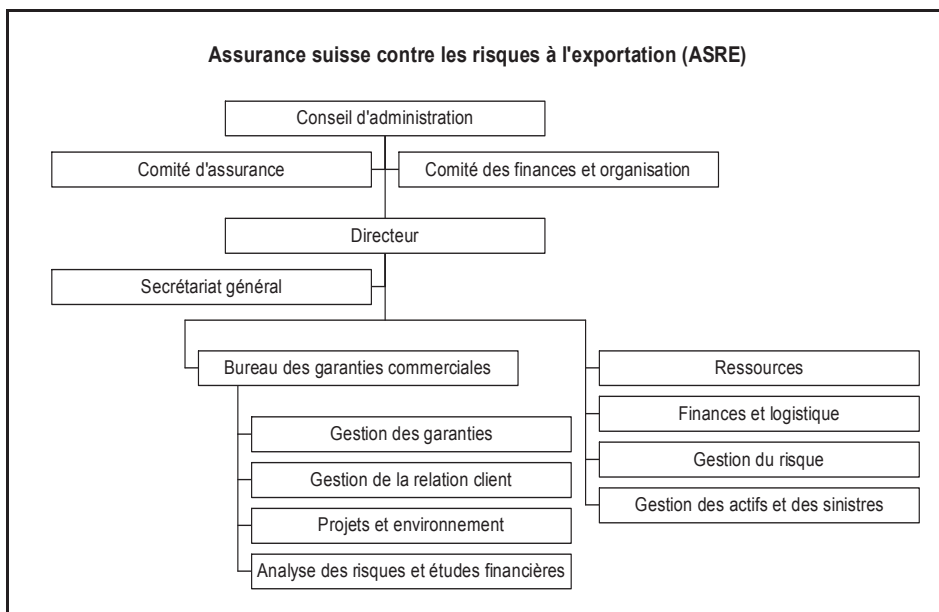 Assurance suisse contre les risques à l'exportation (ASRE)
Conseil d'administration
Comité d'assurance
Comité des finances et organisation
Directeur
Secrétariat général
Bureau des garanties commerciales
Gestion des garanties
Gestion de la relation client
Projets et environnement
Analyse des risques et études financières
Ressources
Finances et logistique
Gestion du risque
Gestion des actifs et des sinistres